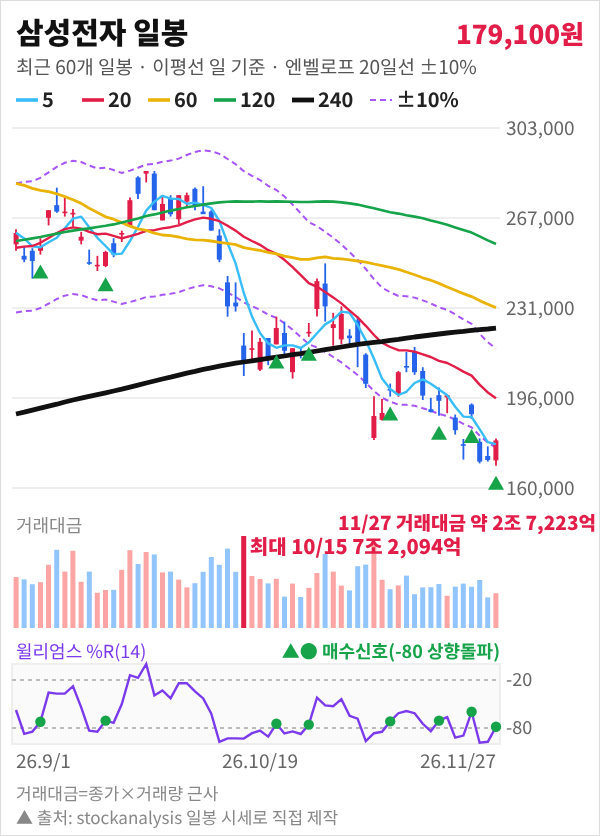 삼성전자 일봉
179,100원
최근 60개 일봉 · 이평선 일 기준 · 엔벨로프 20일선 ±10%
5 20 60 120 240 ±10%
303,000
267,000
231,000
196,000
160,000
거래대금
11/27 거래대금 약 2조 7,223억
최대 10/15 7조 2,094억
윌리엄스 %R(14)
▲● 매수신호(-80 상향돌파)
-20
-80
26.9/1 26.10/19 26.11/27
거래대금=종가×거래량 근사
▲ 출처: stockanalysis 일봉 시세로 직접 제작